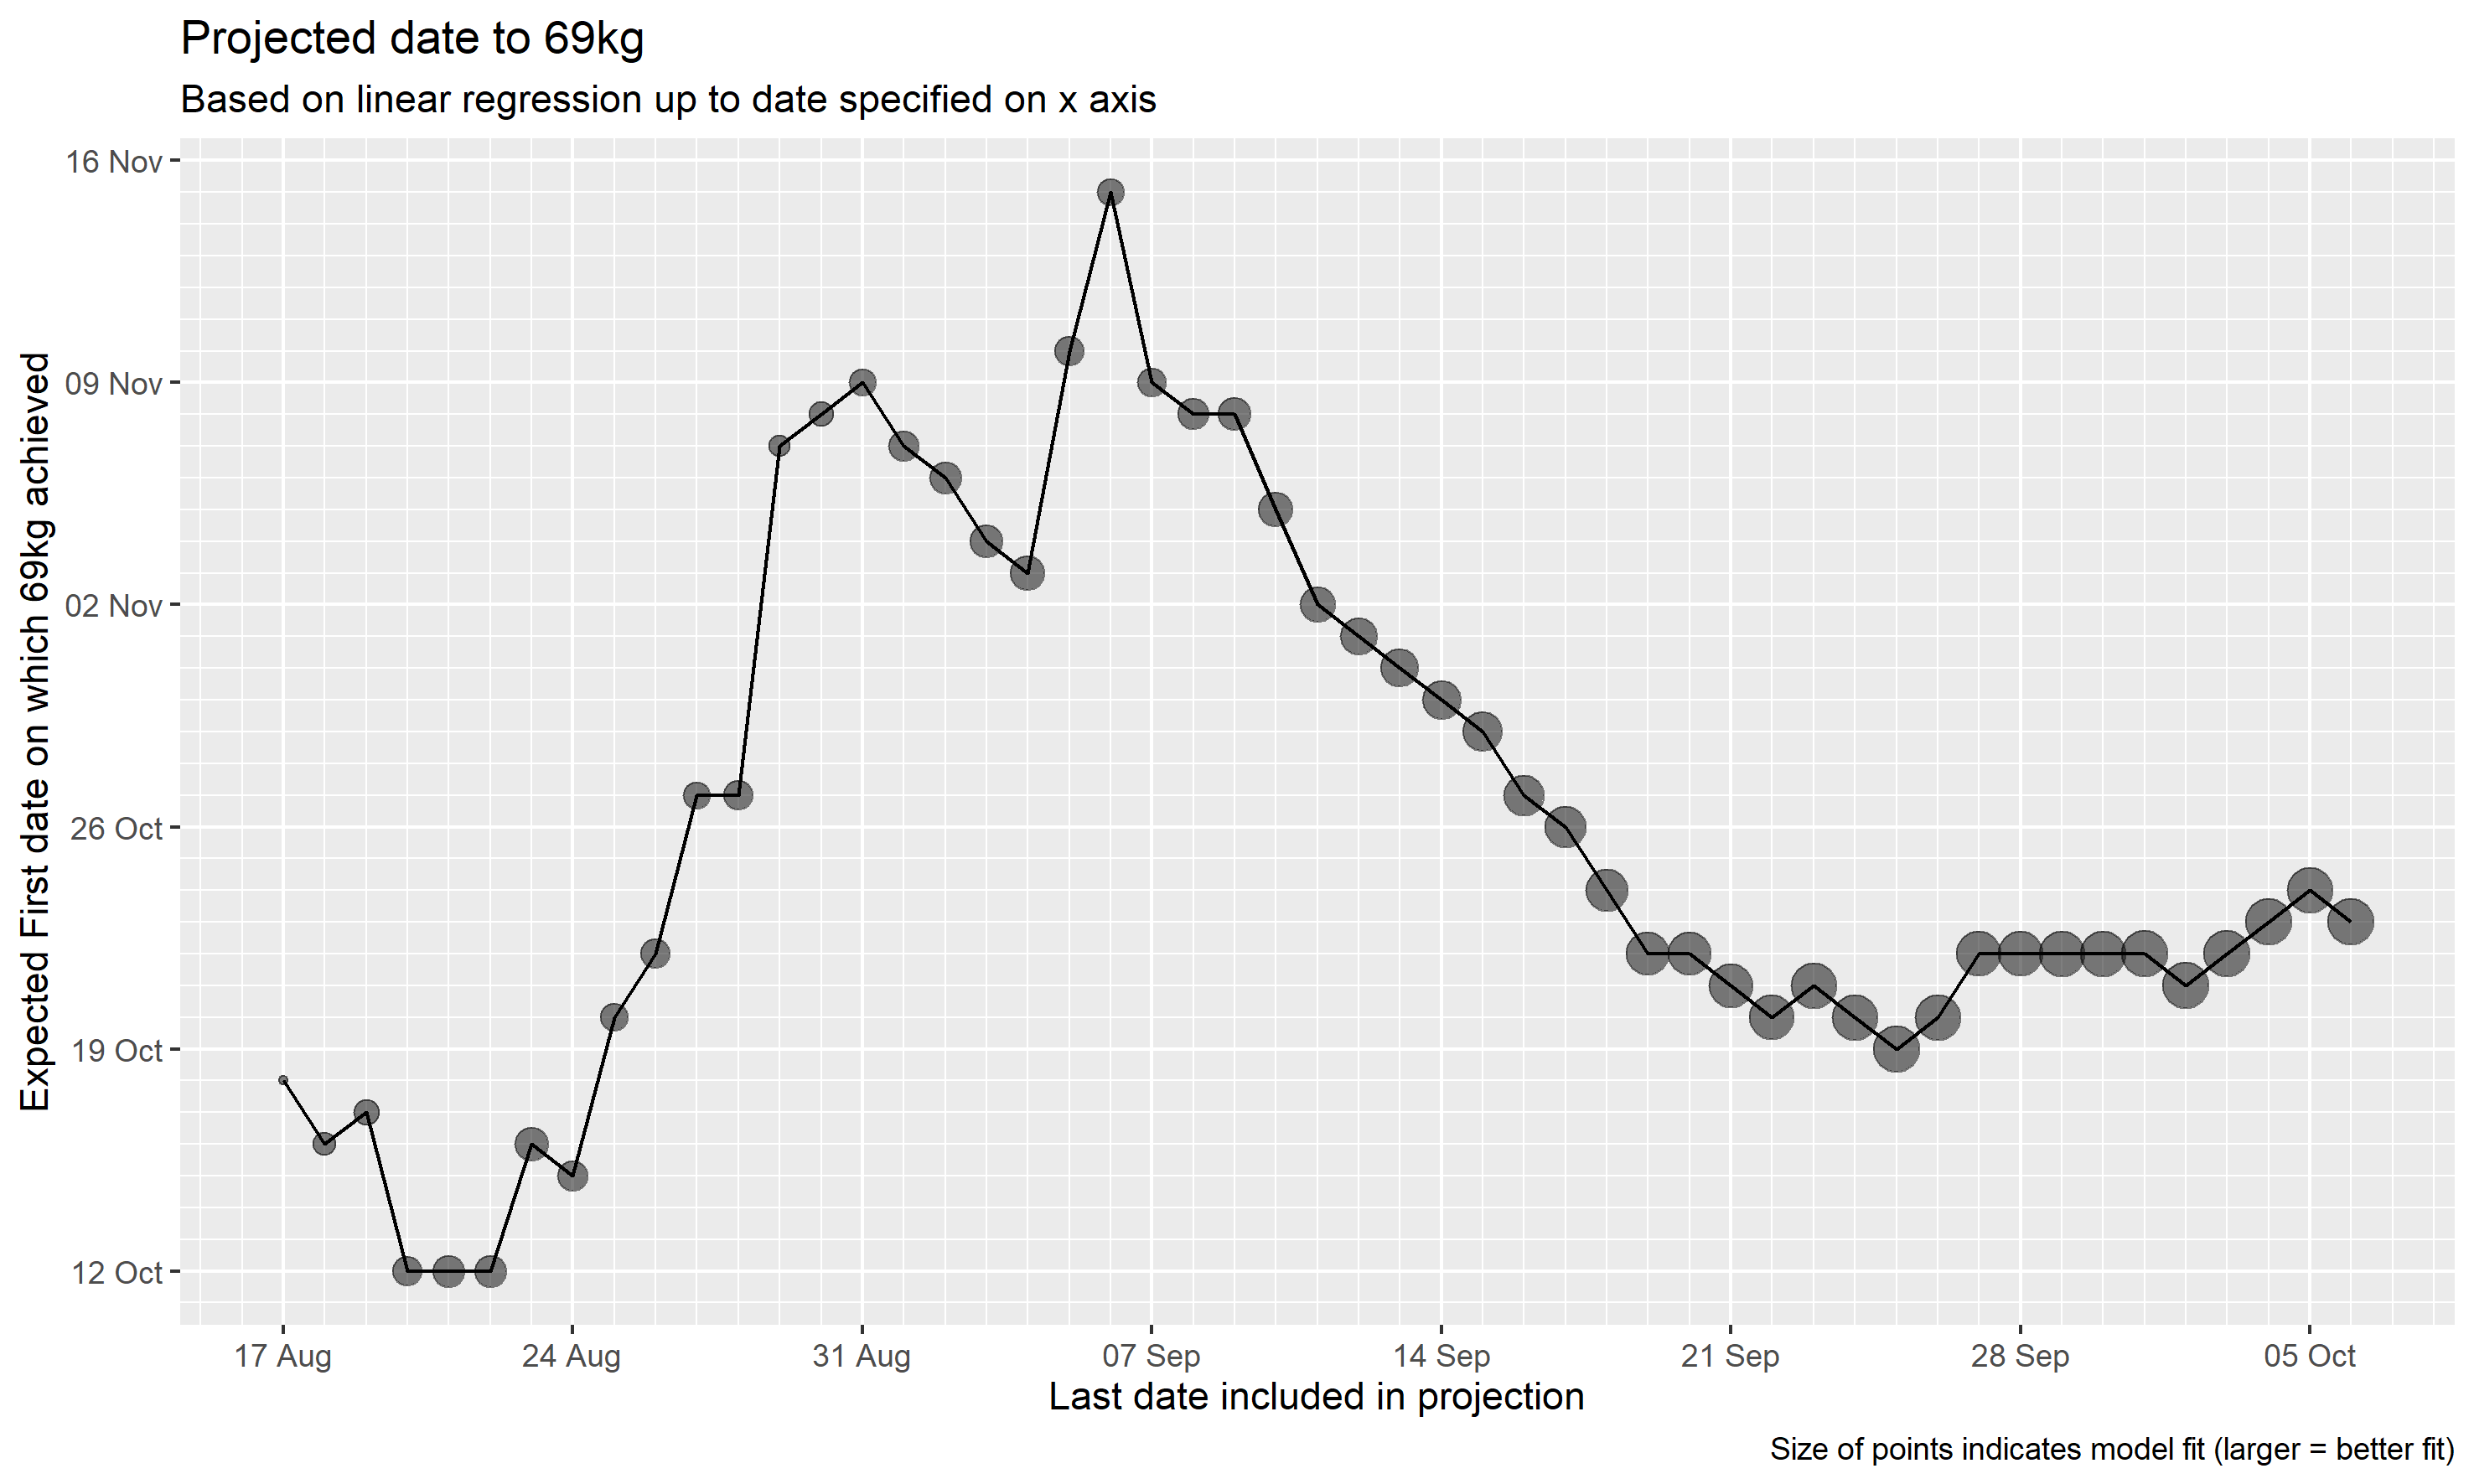 Projected date to 69kg
Based on linear regression up to date specified on x axis
Expected First date on which 69kg achieved
16 Nov
09 Nov
02 Nov
26 Oct
19 Oct
12 Oct
17 Aug
24 Aug
31 Aug
07 Sep
14 Sep
21 Sep
28 Sep
05 Oct
Last date included in projection
Size of points indicates model fit (larger = better fit)